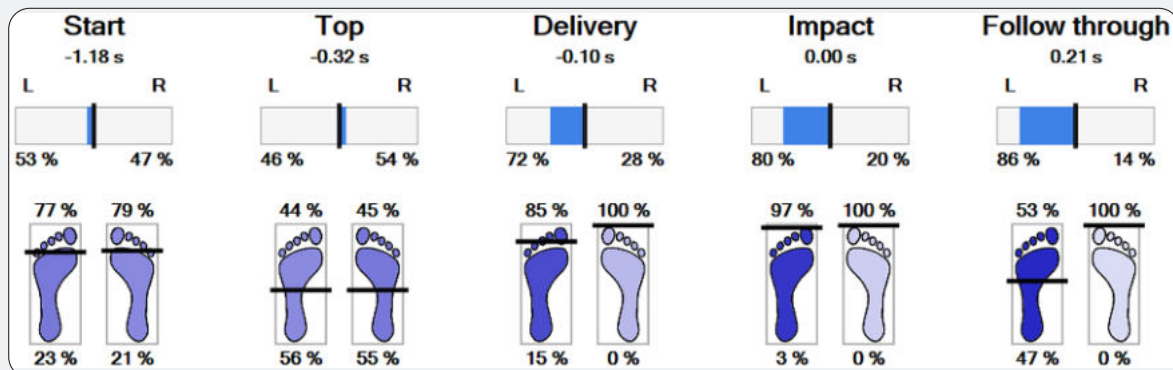 Start Top Delivery Impact Follow through
-1.18 s -0.32 s -0.10 s 0.00 s 0.21 s
L R L R L R L R L R
53 % 47 % 46 % 54 % 72 % 28 % 80 % 20 % 86 % 14 %
77 % 79 % 44 % 45 % 85 % 100 % 97 % 100 % 53 % 100 %
23 % 21 % 56 % 55 % 15 % 0 % 3 % 0 % 47 % 0 %